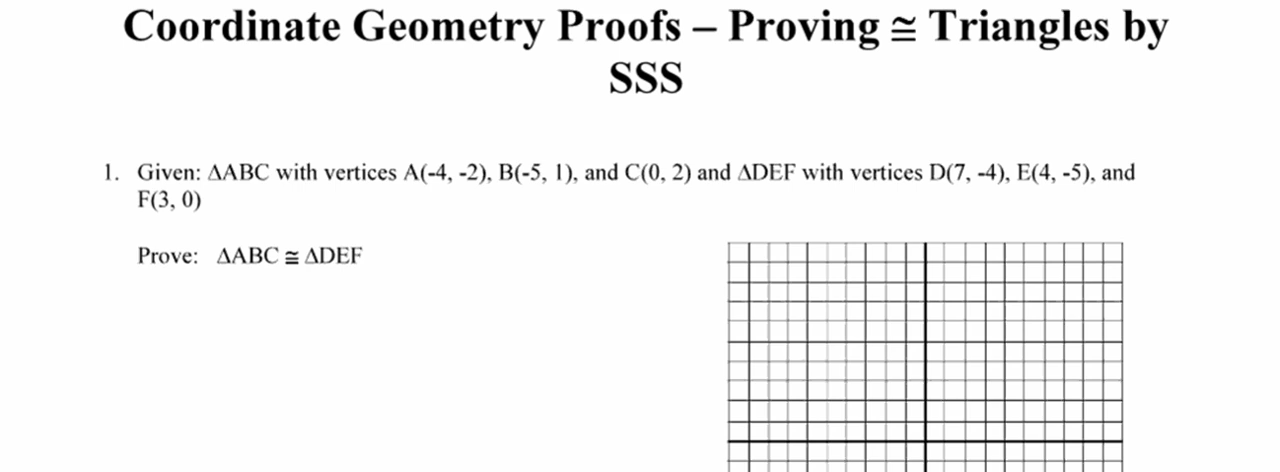 Coordinate Geometry Proofs – Proving ≅ Triangles by
SSS
1. Given: ΔABC with vertices A(-4, -2), B(-5, 1), and C(0, 2) and ΔDEF with vertices D(7, -4), E(4, -5), and
F(3, 0)
Prove: ΔABC ≅ ΔDEF